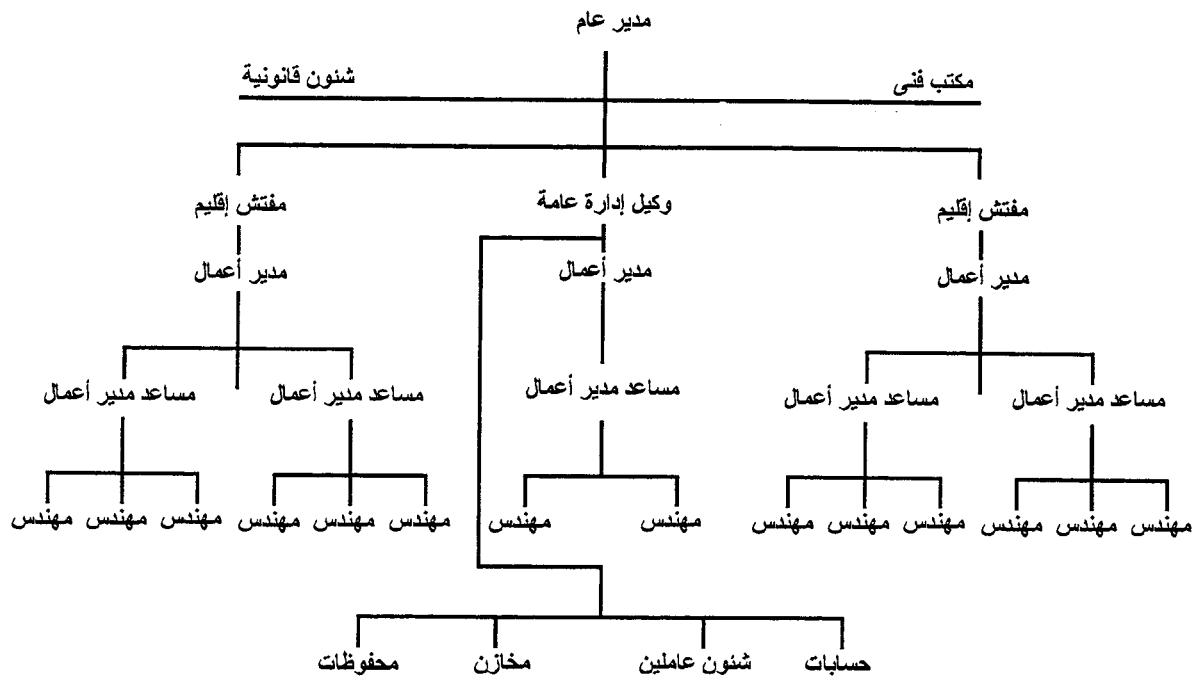 مدير عام
مكتب فنى
شئون قانونية
مفتش إقليم
وكيل إدارة عامة
مفتش إقليم
مدير أعمال
مدير أعمال
مدير أعمال
مساعد مدير أعمال
مساعد مدير أعمال
مساعد مدير أعمال
مساعد مدير أعمال
مساعد مدير أعمال
مهندس مهندس مهندس
مهندس مهندس مهندس
مهندس مهندس
مهندس مهندس مهندس
مهندس مهندس مهندس
حسابات
شئون عاملين
مخازن
محفوظات